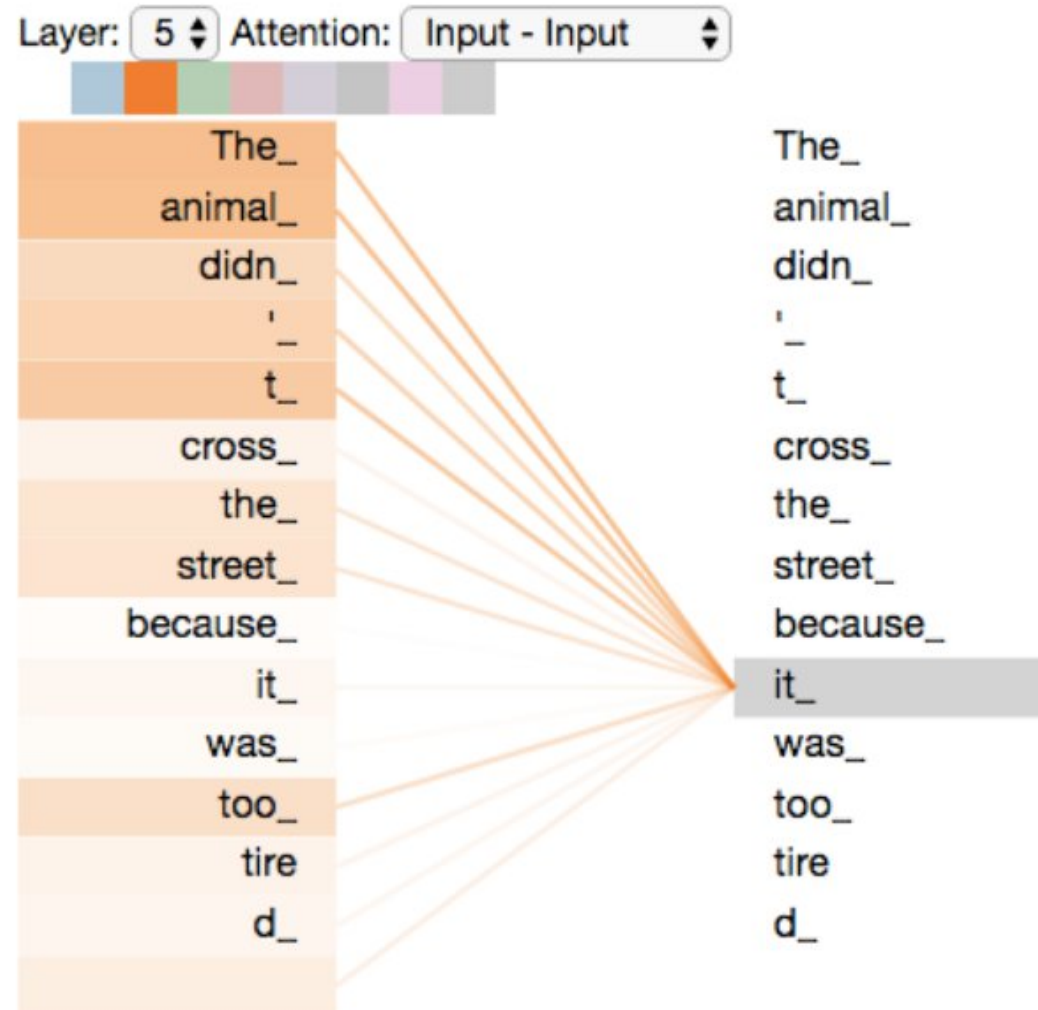 Layer: 5 Attention: Input - Input
The_ The_
animal_ animal_
didn_ didn_
'_ '_
t_ t_
cross_ cross_
the_ the_
street_ street_
because_ because_
it_ it_
was_ was_
too_ too_
tire tire
d_ d_